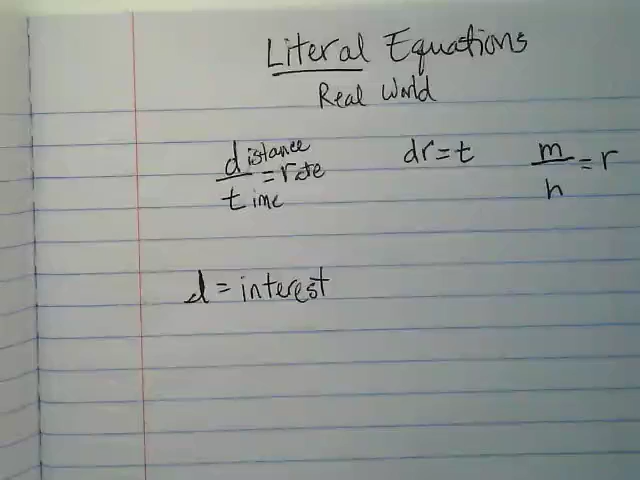 Literal Equations
Real World
distance
time
= rate
dr = t
m
h
= r
d = interest